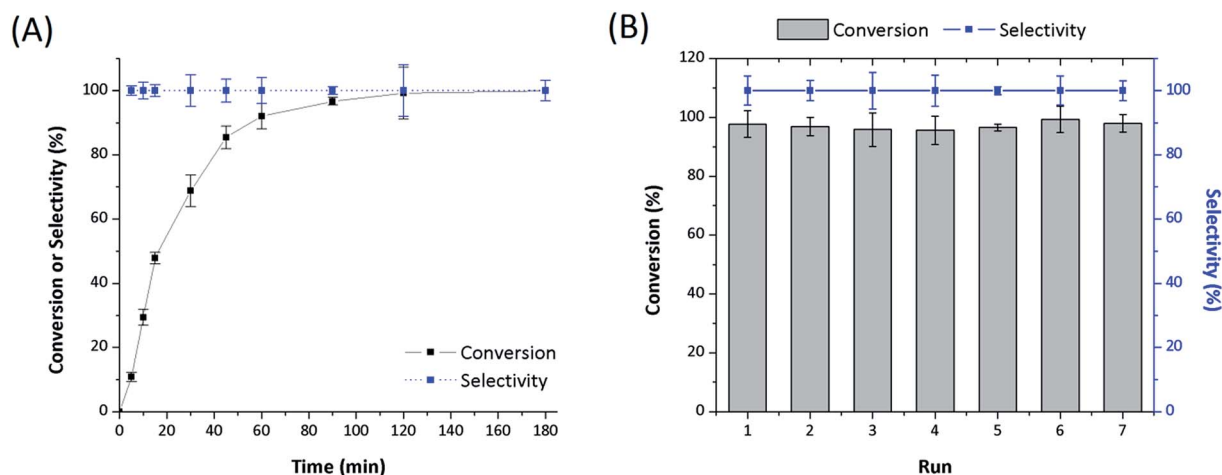 (A)
Conversion or Selectivity (%)
100
80
60
40
20
0
Conversion
Selectivity
0 20 40 60 80 100 120 140 160 180
Time (min)
(B)
Conversion Selectivity
Conversion (%)
120
100
80
60
40
20
0
1 2 3 4 5 6 7
Run
100
80
60
40
20
0
Selectivity (%)